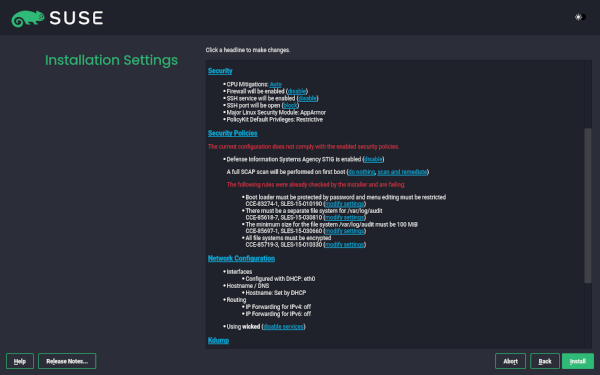 SUSE
Installation Settings
Click a headline to make changes.
Security
• CPU Mitigations: Auto
• Firewall will be enabled (disable)
• SSH service will be enabled (disable)
• SSH port will be open (block)
• Major Linux Security Module: AppArmor
• PolicyKit Default Privileges: Restrictive
Security Policies
The current configuration does not comply with the enabled security policies.
• Defense Information Systems Agency STIG is enabled (disable)
A full SCAP scan will be performed on first boot (do nothing, scan and remediate)
The following rules were already checked by the installer and are failing:
• Boot loader must be protected by password and menu editing must be restricted
CCE-83274-1, SLES-15-010190 (modify settings)
• There must be a separate file system for /var/log/audit
CCE-85618-7, SLES-15-030810 (modify settings)
• The minimum size for the file system /var/log/audit must be 100 MiB
CCE-85697-1, SLES-15-030660 (modify settings)
• All file systems must be encrypted
CCE-85719-3, SLES-15-010330 (modify settings)
Network Configuration
• Interfaces
• Configured with DHCP: eth0
• Hostname / DNS
• Hostname: Set by DHCP
• Routing
• IP Forwarding for IPv4: off
• IP Forwarding for IPv6: off
• Using wicked (disable services)
Kdump
Help
Release Notes...
Abort
Back
Install